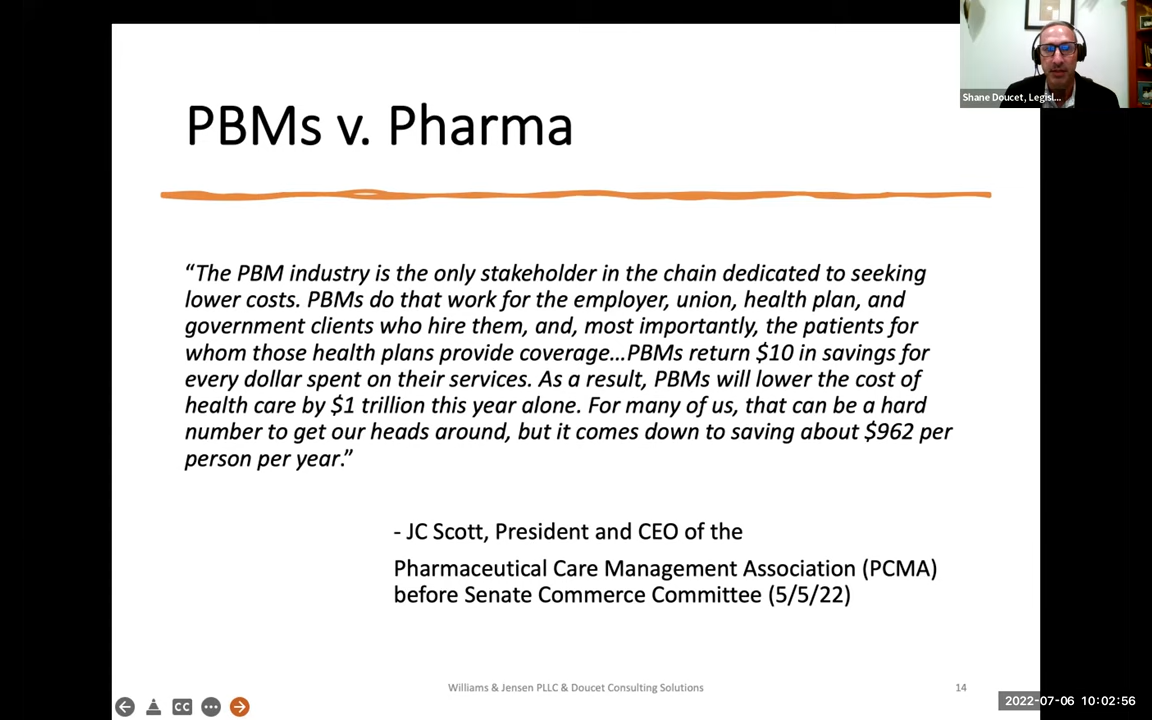 PBMs v. Pharma
“The PBM industry is the only stakeholder in the chain dedicated to seeking
lower costs. PBMs do that work for the employer, union, health plan, and
government clients who hire them, and, most importantly, the patients for
whom those health plans provide coverage…PBMs return $10 in savings for
every dollar spent on their services. As a result, PBMs will lower the cost of
health care by $1 trillion this year alone. For many of us, that can be a hard
number to get our heads around, but it comes down to saving about $962 per
person per year.”
- JC Scott, President and CEO of the
Pharmaceutical Care Management Association (PCMA)
before Senate Commerce Committee (5/5/22)
Williams & Jensen PLLC & Doucet Consulting Solutions
14
Shane Doucet, Legisl...
CC
2022-07-06 10:02:56